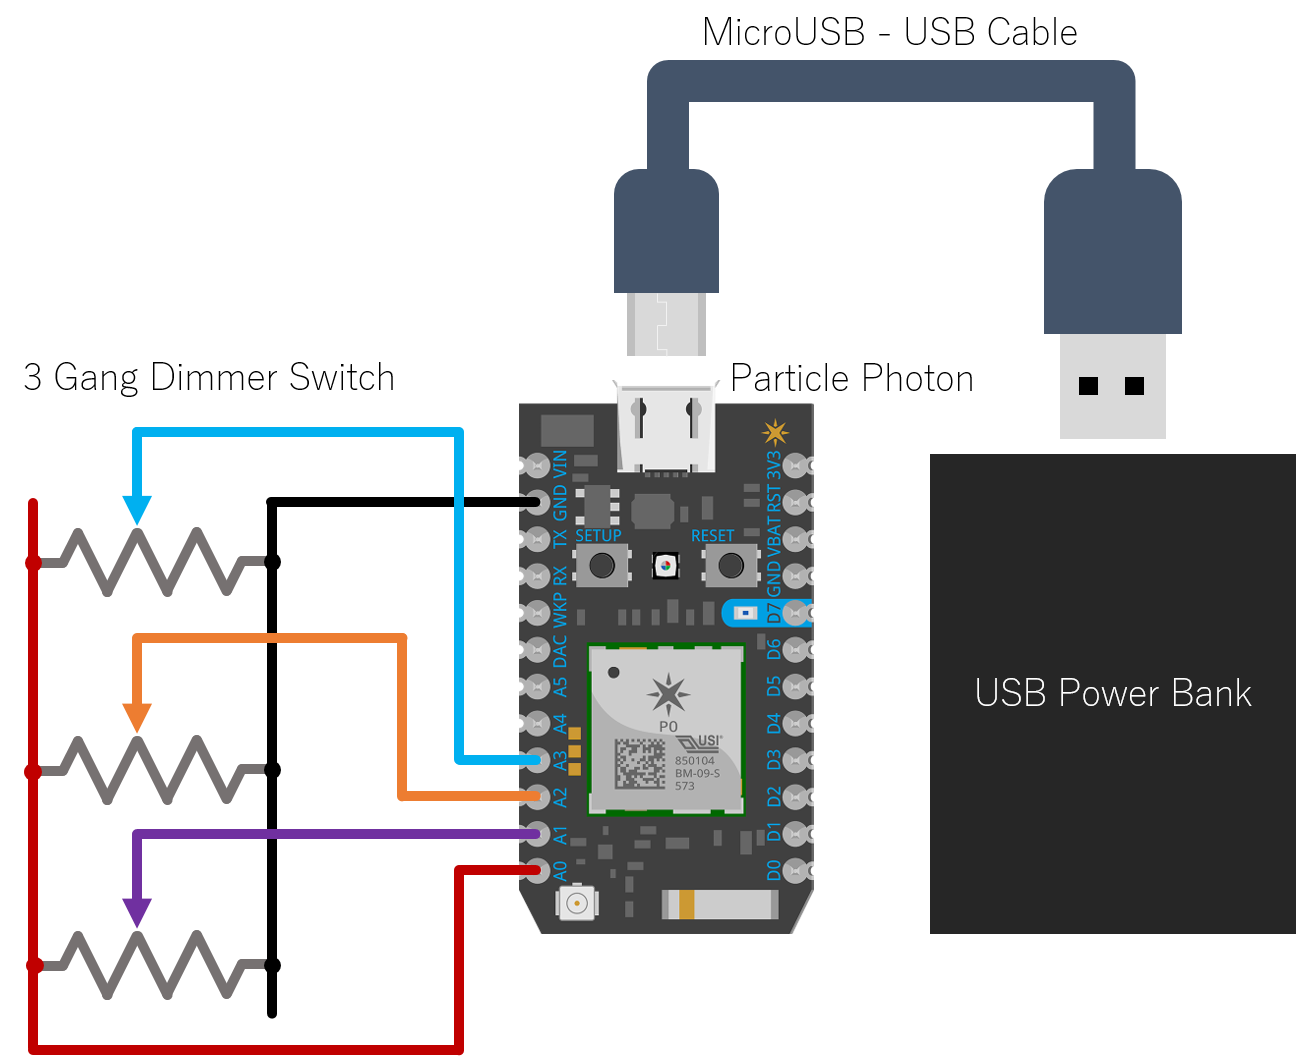 MicroUSB - USB Cable
3 Gang Dimmer Switch
Particle Photon
VIN
GND
TX
RX
WKP
DAC
A5
A4
A3
A2
A1
A0
SETUP
RESET
3V3
RST
VBAT
GND
D7
D6
D5
D4
D3
D2
D1
D0
P0
USI®
850104
BM-09-S
573
USB Power Bank